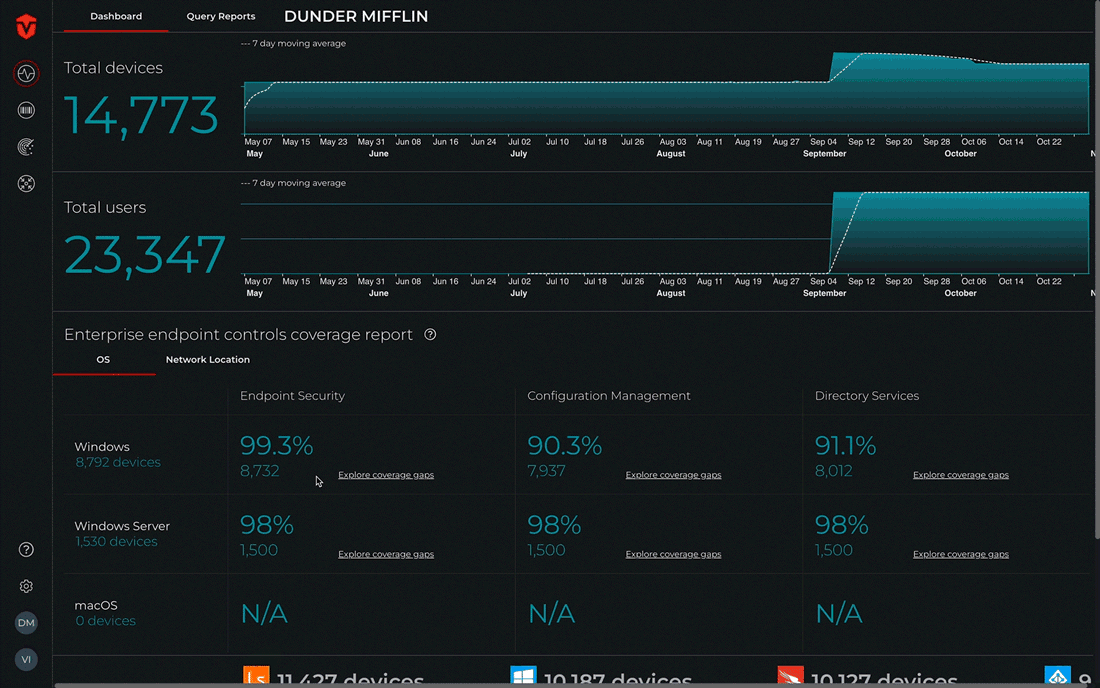 Dashboard Query Reports DUNDER MIFFLIN
--- 7 day moving average
Total devices
14,773
May 07 May 15 May 23 May 31 Jun 08 Jun 16 Jun 24 Jul 02 Jul 10 Jul 18 Jul 26 Aug 03 Aug 11 Aug 19 Aug 27 Sep 04 Sep 12 Sep 20 Sep 28 Oct 06 Oct 14 Oct 22
May June July August September October N
--- 7 day moving average
Total users
23,347
May 07 May 15 May 23 May 31 Jun 08 Jun 16 Jun 24 Jul 02 Jul 10 Jul 18 Jul 26 Aug 03 Aug 11 Aug 19 Aug 27 Sep 04 Sep 12 Sep 20 Sep 28 Oct 06 Oct 14 Oct 22
May June July August September October N
Enterprise endpoint controls coverage report ?
OS Network Location
Endpoint Security Configuration Management Directory Services
Windows 99.3% 90.3% 91.1%
8,792 devices 8,732 Explore coverage gaps 7,937 Explore coverage gaps 8,012 Explore coverage gaps
Windows Server 98% 98% 98%
1,530 devices 1,500 Explore coverage gaps 1,500 Explore coverage gaps 1,500 Explore coverage gaps
macOS N/A N/A N/A
0 devices
?
DM
VI
Ls 11,427 devices 10,187 devices 10,127 devices 9